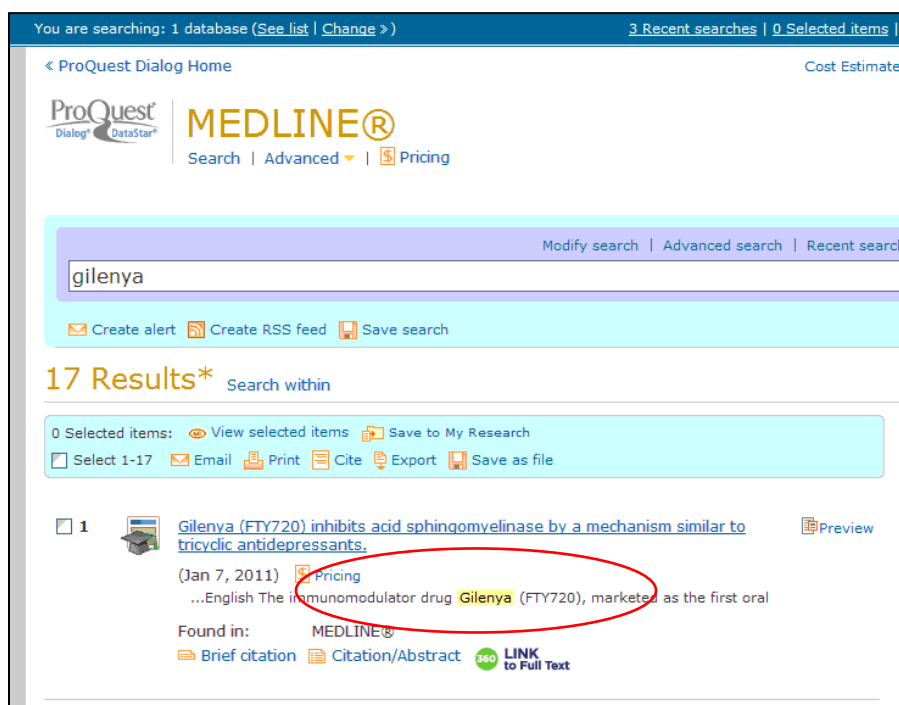 You are searching: 1 database (See list | Change »)  3 Recent searches | 0 Selected items |
« ProQuest Dialog Home  Cost Estimate
ProQuest
Dialog® DataStar®
MEDLINE®
Search | Advanced | $ Pricing
Modify search | Advanced search | Recent searc
gilenya
Create alert  Create RSS feed  Save search
17 Results*  Search within
0 Selected items:  View selected items  Save to My Research
Select 1-17  Email  Print  Cite  Export  Save as file
1  Gilenya (FTY720) inhibits acid sphingomyelinase by a mechanism similar to  Preview
tricyclic antidepressants.
(Jan 7, 2011)  $ Pricing
...English The immunomodulator drug Gilenya (FTY720), marketed as the first oral
Found in:  MEDLINE®
Brief citation  Citation/Abstract  360 LINK
to Full Text